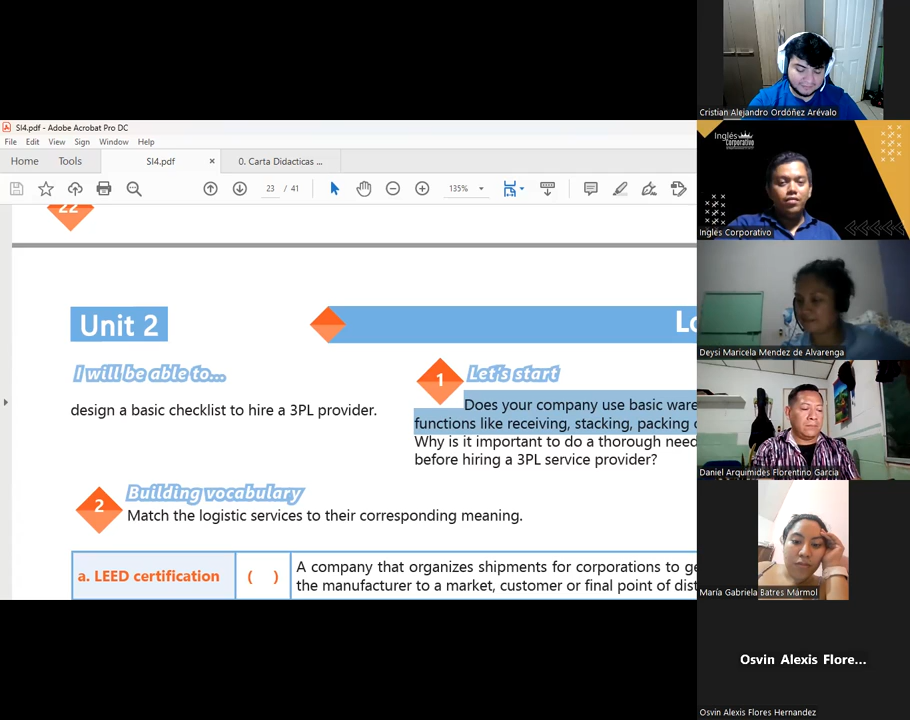 SI4.pdf - Adobe Acrobat Pro DC
File Edit View Sign Window Help
Home Tools SI4.pdf × 0. Carta Didacticas ...
23 / 41 135%
22
Unit 2
Lo
I will be able to...
design a basic checklist to hire a 3PL provider.
1 Let's start
Does your company use basic ware
functions like receiving, stacking, packing o
Why is it important to do a thorough need
before hiring a 3PL service provider?
2 Building vocabulary
Match the logistic services to their corresponding meaning.
a. LEED certification ( ) A company that organizes shipments for corporations to ge
the manufacturer to a market, customer or final point of dist
Cristian Alejandro Ordóñez Arévalo
Inglés
Corporativo
Inglés Corporativo
Deysi Maricela Mendez de Alvarenga
Daniel Arquimides Florentino Garcia
María Gabriela Batres Mármol
Osvin Alexis Flore...
Osvin Alexis Flores Hernandez